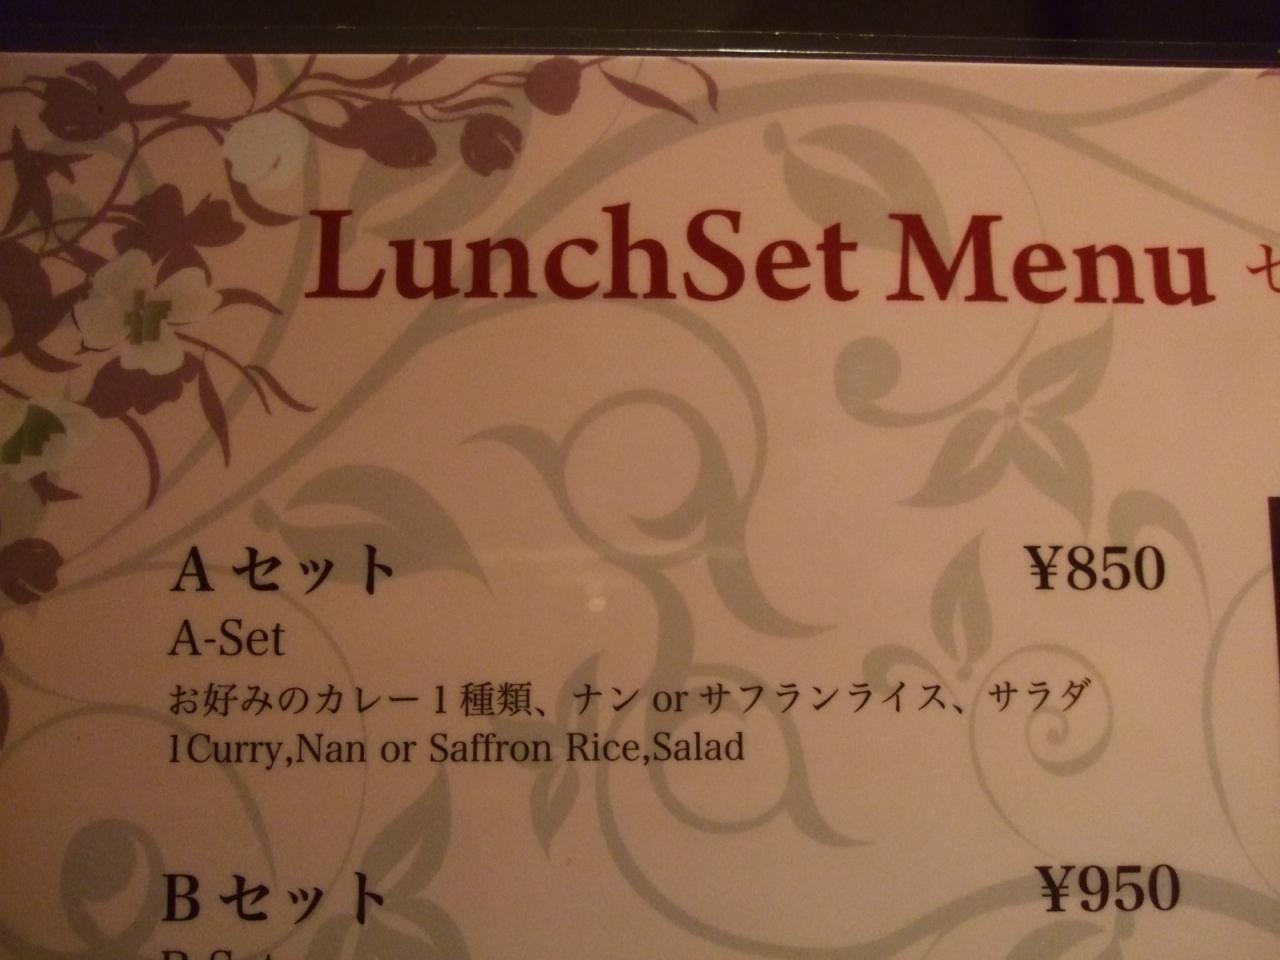 LunchSet Menu セ
A セット ¥850
A-Set
お好みのカレー 1 種類、ナン or サフランライス、サラダ
1Curry,Nan or Saffron Rice,Salad
B セット ¥950
B-Set